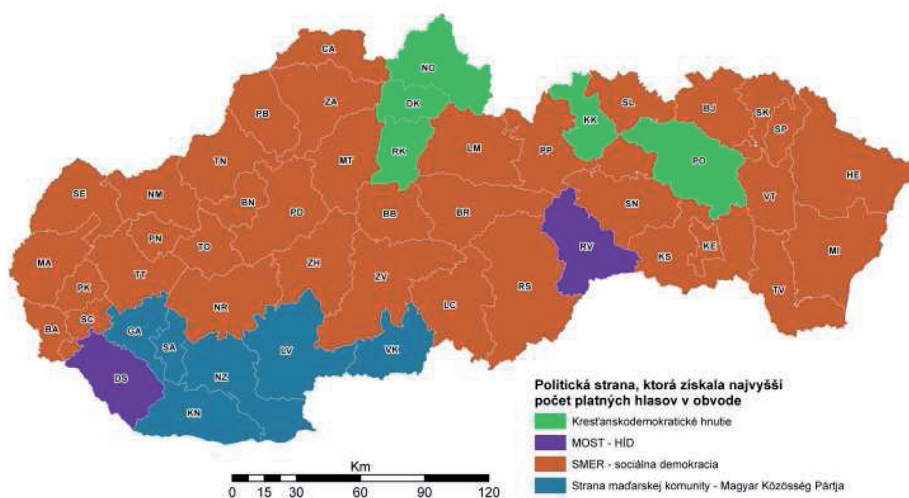 CA
NO
ZA
DK
PB
KK
SL
BJ
SK
SP
LM
PP
RK
MT
PO
TN
HE
SE
NM
BN
VT
PD
BB
BR
SN
PN
TO
RV
KE
KS
MI
MA
PK
TT
ZH
ZV
RS
TV
NR
LC
BA
SC
GA
SA
LV
VK
DS
NZ
KN
Politická strana, ktorá získala najvyšší
počet platných hlasov v obvode
Kresťanskodemokratické hnutie
MOST - HÍD
SMER - sociálna demokracia
Strana maďarskej komunity - Magyar Közösség Pártja
Km
0 15 30 60 90 120